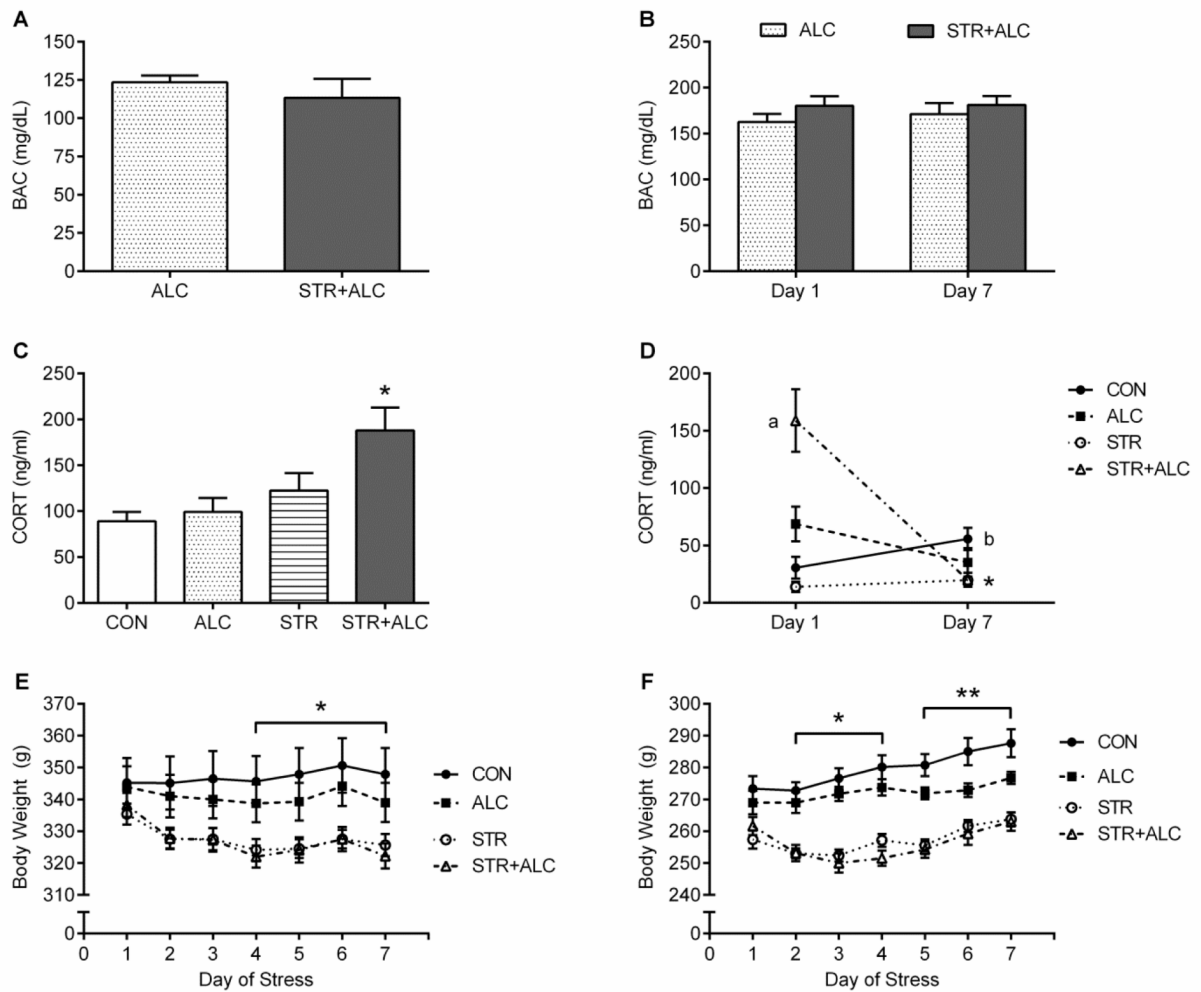 A
BAC (mg/dL)
150
125
100
75
50
25
0
ALC
STR+ALC
B
ALC
STR+ALC
BAC (mg/dL)
250
200
150
100
50
0
Day 1
Day 7
C
CORT (ng/ml)
250
200
150
100
50
0
*
CON
ALC
STR
STR+ALC
D
CORT (ng/ml)
200
150
100
50
0
a
b
*
Day 1
Day 7
CON
ALC
STR
STR+ALC
E
Body Weight (g)
370
360
350
340
330
320
310
0
*
CON
ALC
STR
STR+ALC
0 1 2 3 4 5 6 7
Day of Stress
F
Body Weight (g)
300
290
280
270
260
250
240
0
*
**
CON
ALC
STR
STR+ALC
0 1 2 3 4 5 6 7
Day of Stress